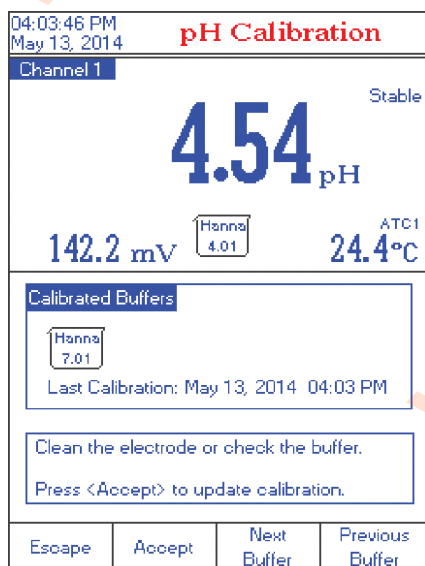 04:03:46 PM
May 13, 2014
pH Calibration
Channel 1
Stable
4.54 pH
142.2 mV
Hanna
4.01
ATC1
24.4°C
Calibrated Buffers
Hanna
7.01
Last Calibration: May 13, 2014 04:03 PM
Clean the electrode or check the buffer.
Press <Accept> to update calibration.
Escape
Accept
Next
Buffer
Previous
Buffer